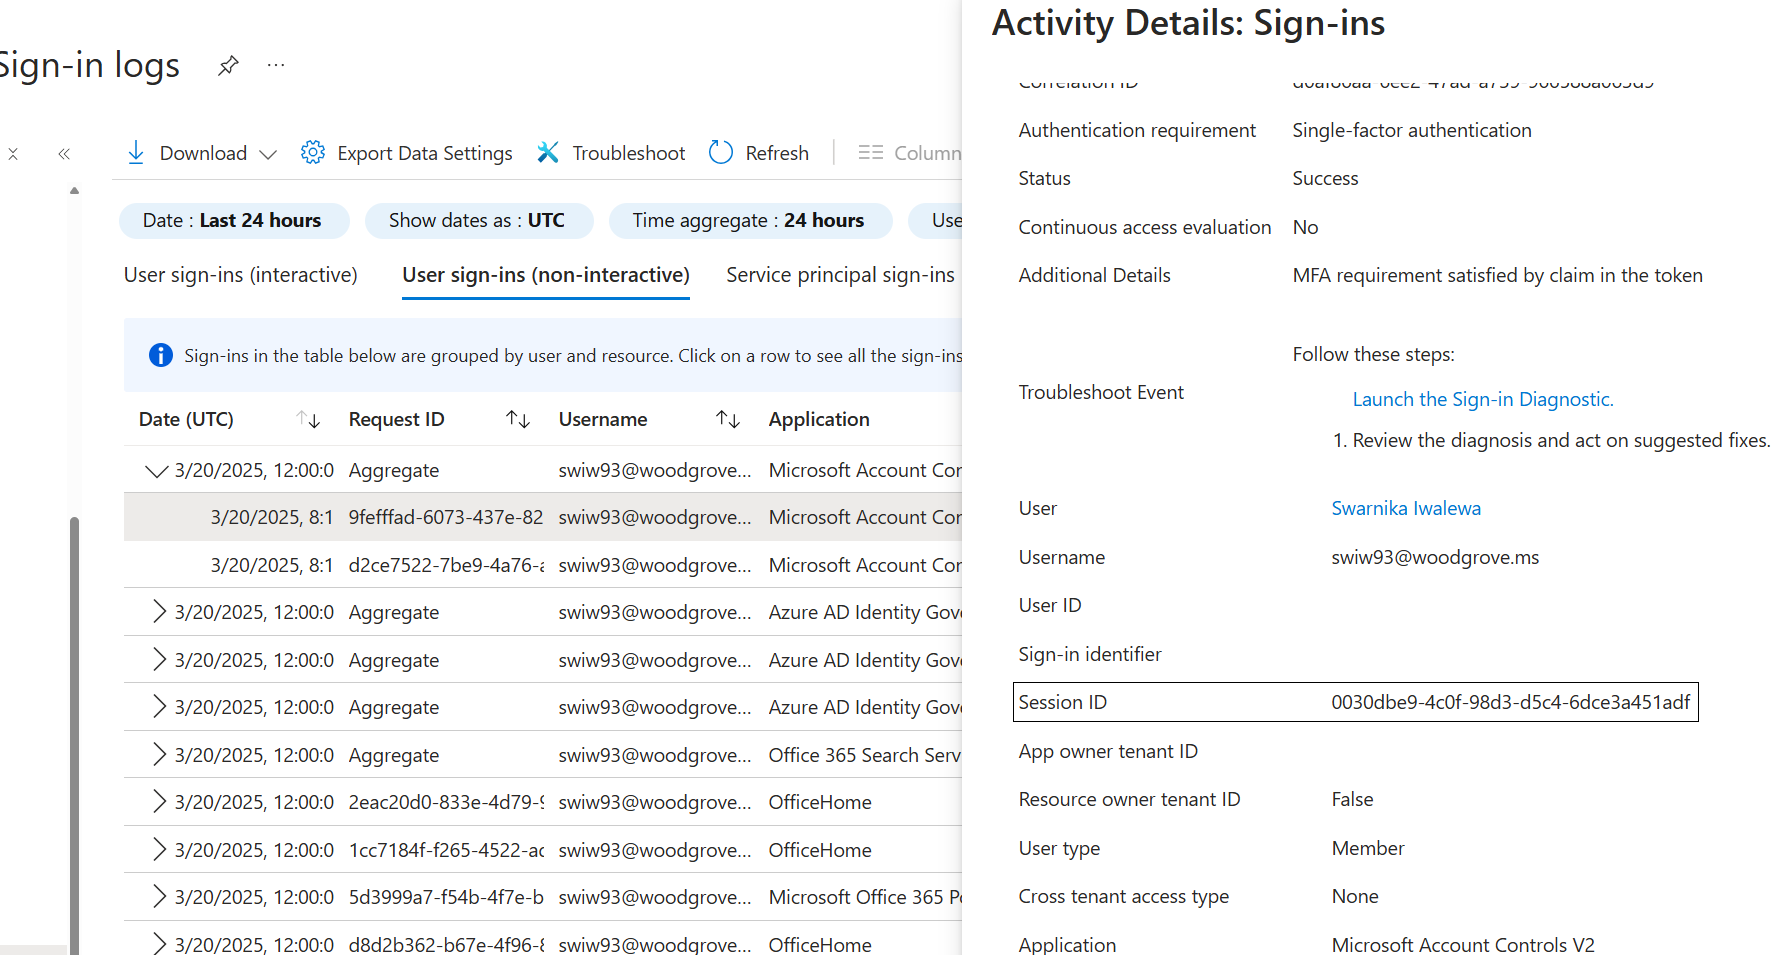 Sign-in logs
Download
Export Data Settings
Troubleshoot
Refresh
Column
Date : Last 24 hours
Show dates as : UTC
Time aggregate : 24 hours
Use
User sign-ins (interactive)
User sign-ins (non-interactive)
Service principal sign-ins
Sign-ins in the table below are grouped by user and resource. Click on a row to see all the sign-ins
Date (UTC) Request ID Username Application
3/20/2025, 12:00:0 Aggregate swiw93@woodgrove... Microsoft Account Cor
3/20/2025, 8:1 9fefffad-6073-437e-82 swiw93@woodgrove... Microsoft Account Cor
3/20/2025, 8:1 d2ce7522-7be9-4a76-a swiw93@woodgrove... Microsoft Account Cor
3/20/2025, 12:00:0 Aggregate swiw93@woodgrove... Azure AD Identity Gov
3/20/2025, 12:00:0 Aggregate swiw93@woodgrove... Azure AD Identity Gov
3/20/2025, 12:00:0 Aggregate swiw93@woodgrove... Azure AD Identity Gov
3/20/2025, 12:00:0 Aggregate swiw93@woodgrove... Office 365 Search Serv
3/20/2025, 12:00:0 2eac20d0-833e-4d79-9 swiw93@woodgrove... OfficeHome
3/20/2025, 12:00:0 1cc7184f-f265-4522-ac swiw93@woodgrove... OfficeHome
3/20/2025, 12:00:0 5d3999a7-f54b-4f7e-b swiw93@woodgrove... Microsoft Office 365 P
3/20/2025, 12:00:0 d8d2b362-b67e-4f96-8 swiw93@woodgrove... OfficeHome
Activity Details: Sign-ins
Correlation ID
Authentication requirement Single-factor authentication
Status Success
Continuous access evaluation No
Additional Details MFA requirement satisfied by claim in the token
Follow these steps:
Troubleshoot Event
Launch the Sign-in Diagnostic.
1. Review the diagnosis and act on suggested fixes.
User Swarnika Iwalewa
Username swiw93@woodgrove.ms
User ID
Sign-in identifier
Session ID 0030dbe9-4c0f-98d3-d5c4-6dce3a451adf
App owner tenant ID
Resource owner tenant ID False
User type Member
Cross tenant access type None
Application Microsoft Account Controls V2